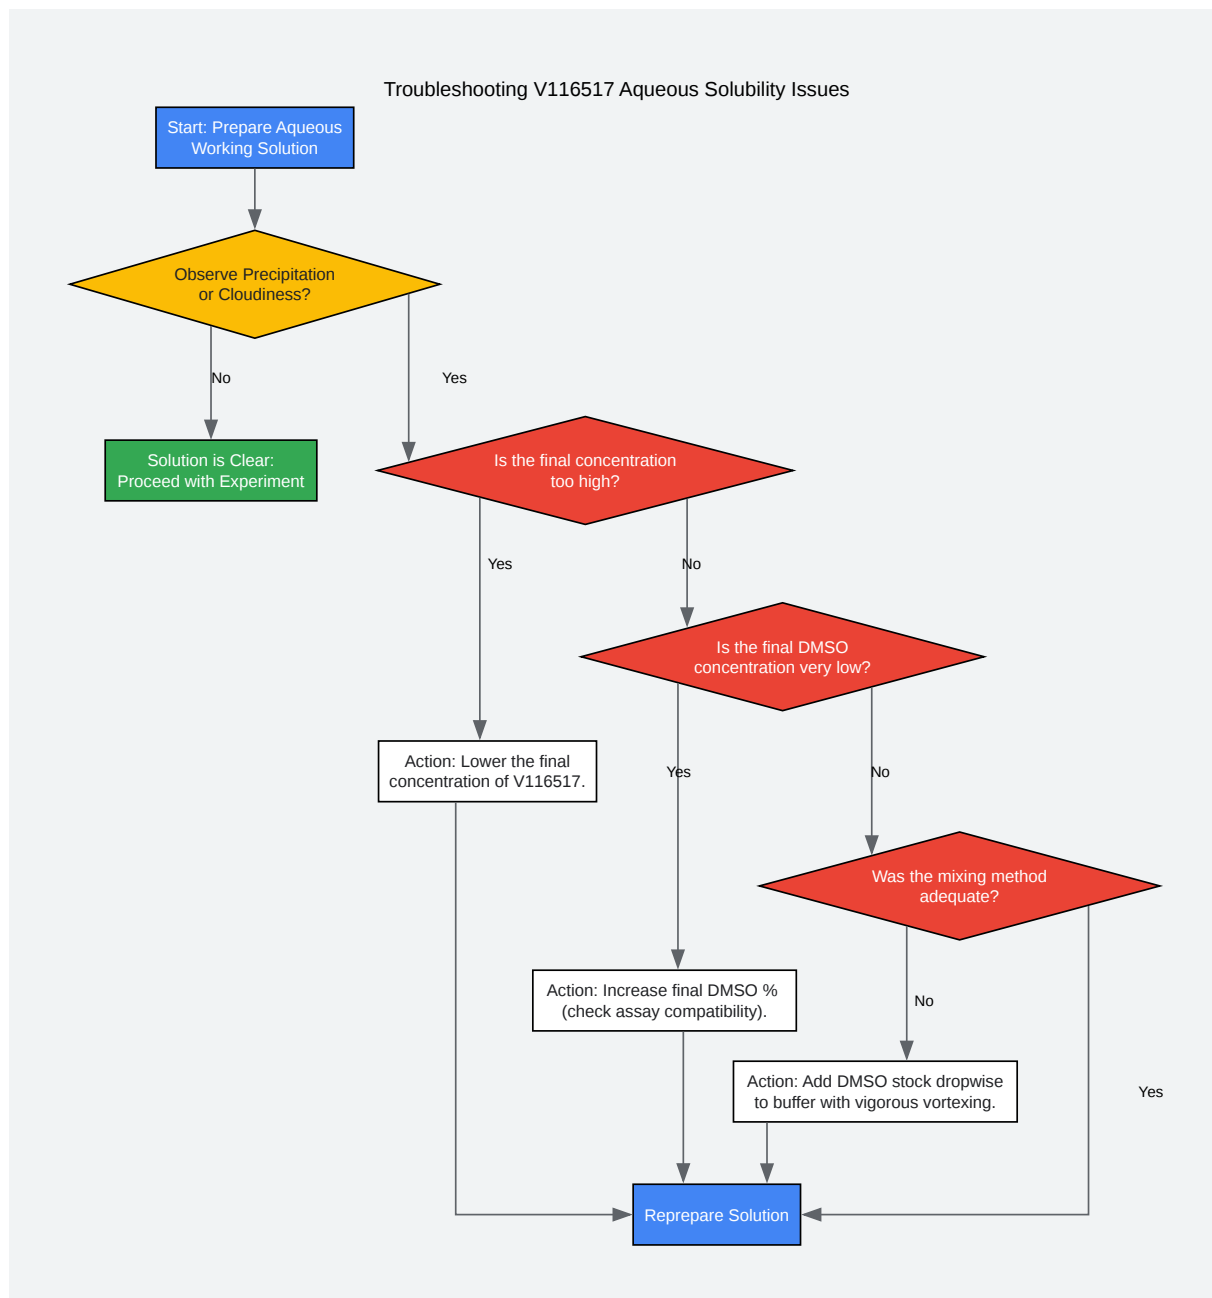 Troubleshooting V116517 Aqueous Solubility Issues
Start: Prepare Aqueous
Working Solution
Observe Precipitation
or Cloudiness?
No
Yes
Solution is Clear:
Proceed with Experiment
Is the final concentration
too high?
Yes
No
Is the final DMSO
concentration very low?
Action: Lower the final
concentration of V116517.
Yes
No
Was the mixing method
adequate?
Action: Increase final DMSO %
(check assay compatibility).
No
Action: Add DMSO stock dropwise
to buffer with vigorous vortexing.
Yes
Reprepare Solution